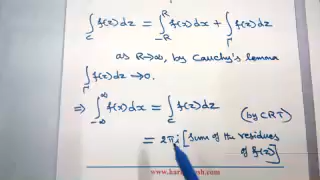 ∫_C f(z)dz = ∫_{-R}^{R} f(x)dx + ∫_Γ f(z)dz
as R→∞, by Cauchy's lemma
∫_Γ f(z)dz → 0.
⇒ ∫_{-∞}^{∞} f(x)dx = ∫_C f(z)dz (by CRT)
= 2πi [Sum of the residues
of f(z)]